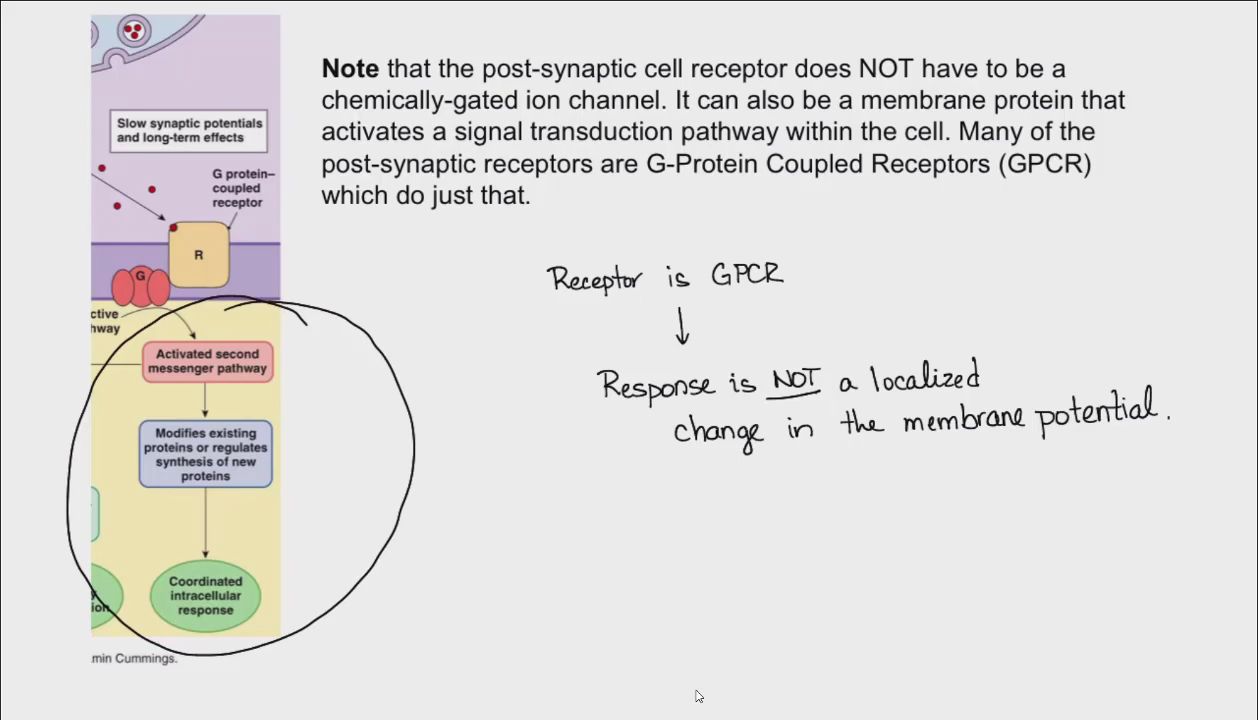 Slow synaptic potentials
and long-term effects
G protein–
coupled
receptor
R
G
ctive
hway
Activated second
messenger pathway
Modifies existing
proteins or regulates
synthesis of new
proteins
Coordinated
intracellular
response
y
ion
min Cummings.
Note that the post-synaptic cell receptor does NOT have to be a
chemically-gated ion channel. It can also be a membrane protein that
activates a signal transduction pathway within the cell. Many of the
post-synaptic receptors are G-Protein Coupled Receptors (GPCR)
which do just that.
Receptor is GPCR
Response is NOT a localized
change in the membrane potential.